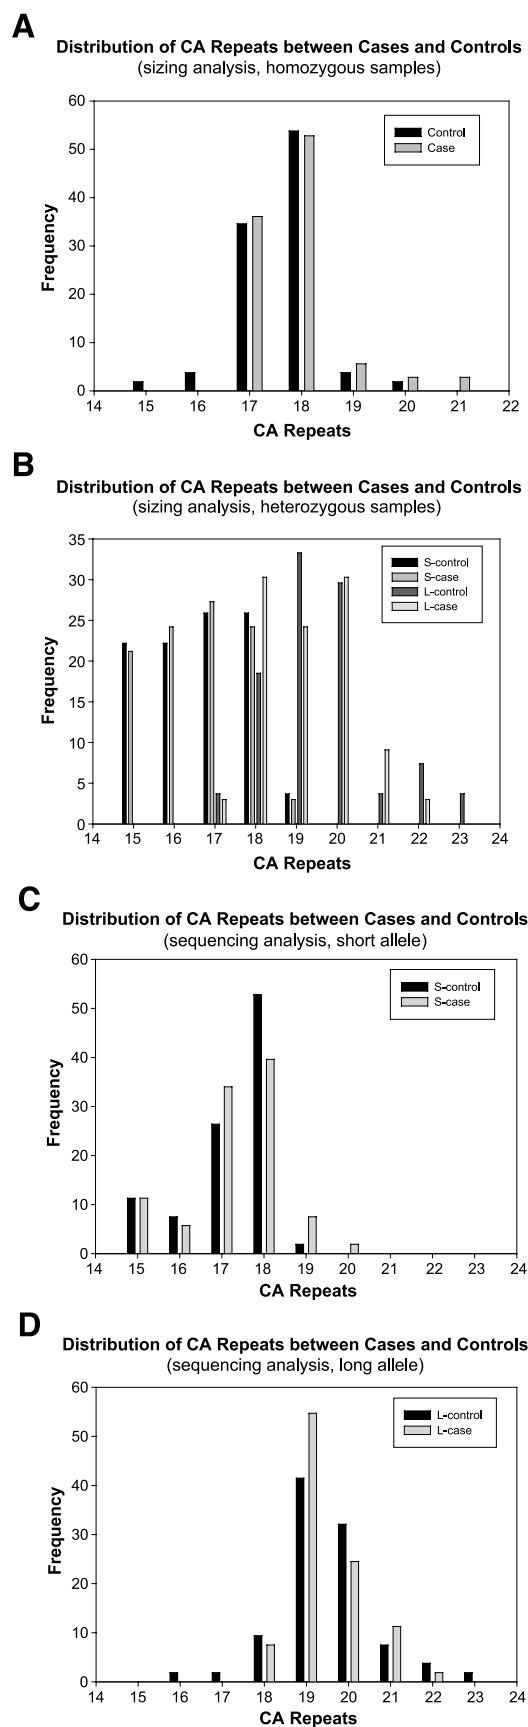 A
Distribution of CA Repeats between Cases and Controls
(sizing analysis, homozygous samples)
60
50
40
30
20
10
0
Frequency
Control
Case
14 15 16 17 18 19 20 21 22
CA Repeats
B
Distribution of CA Repeats between Cases and Controls
(sizing analysis, heterozygous samples)
35
30
25
20
15
10
5
0
Frequency
S-control
S-case
L-control
L-case
14 15 16 17 18 19 20 21 22 23 24
CA Repeats
C
Distribution of CA Repeats between Cases and Controls
(sequencing analysis, short allele)
60
50
40
30
20
10
0
Frequency
S-control
S-case
14 15 16 17 18 19 20 21 22 23 24
CA Repeats
D
Distribution of CA Repeats between Cases and Controls
(sequencing analysis, long allele)
60
50
40
30
20
10
0
Frequency
L-control
L-case
14 15 16 17 18 19 20 21 22 23 24
CA Repeats